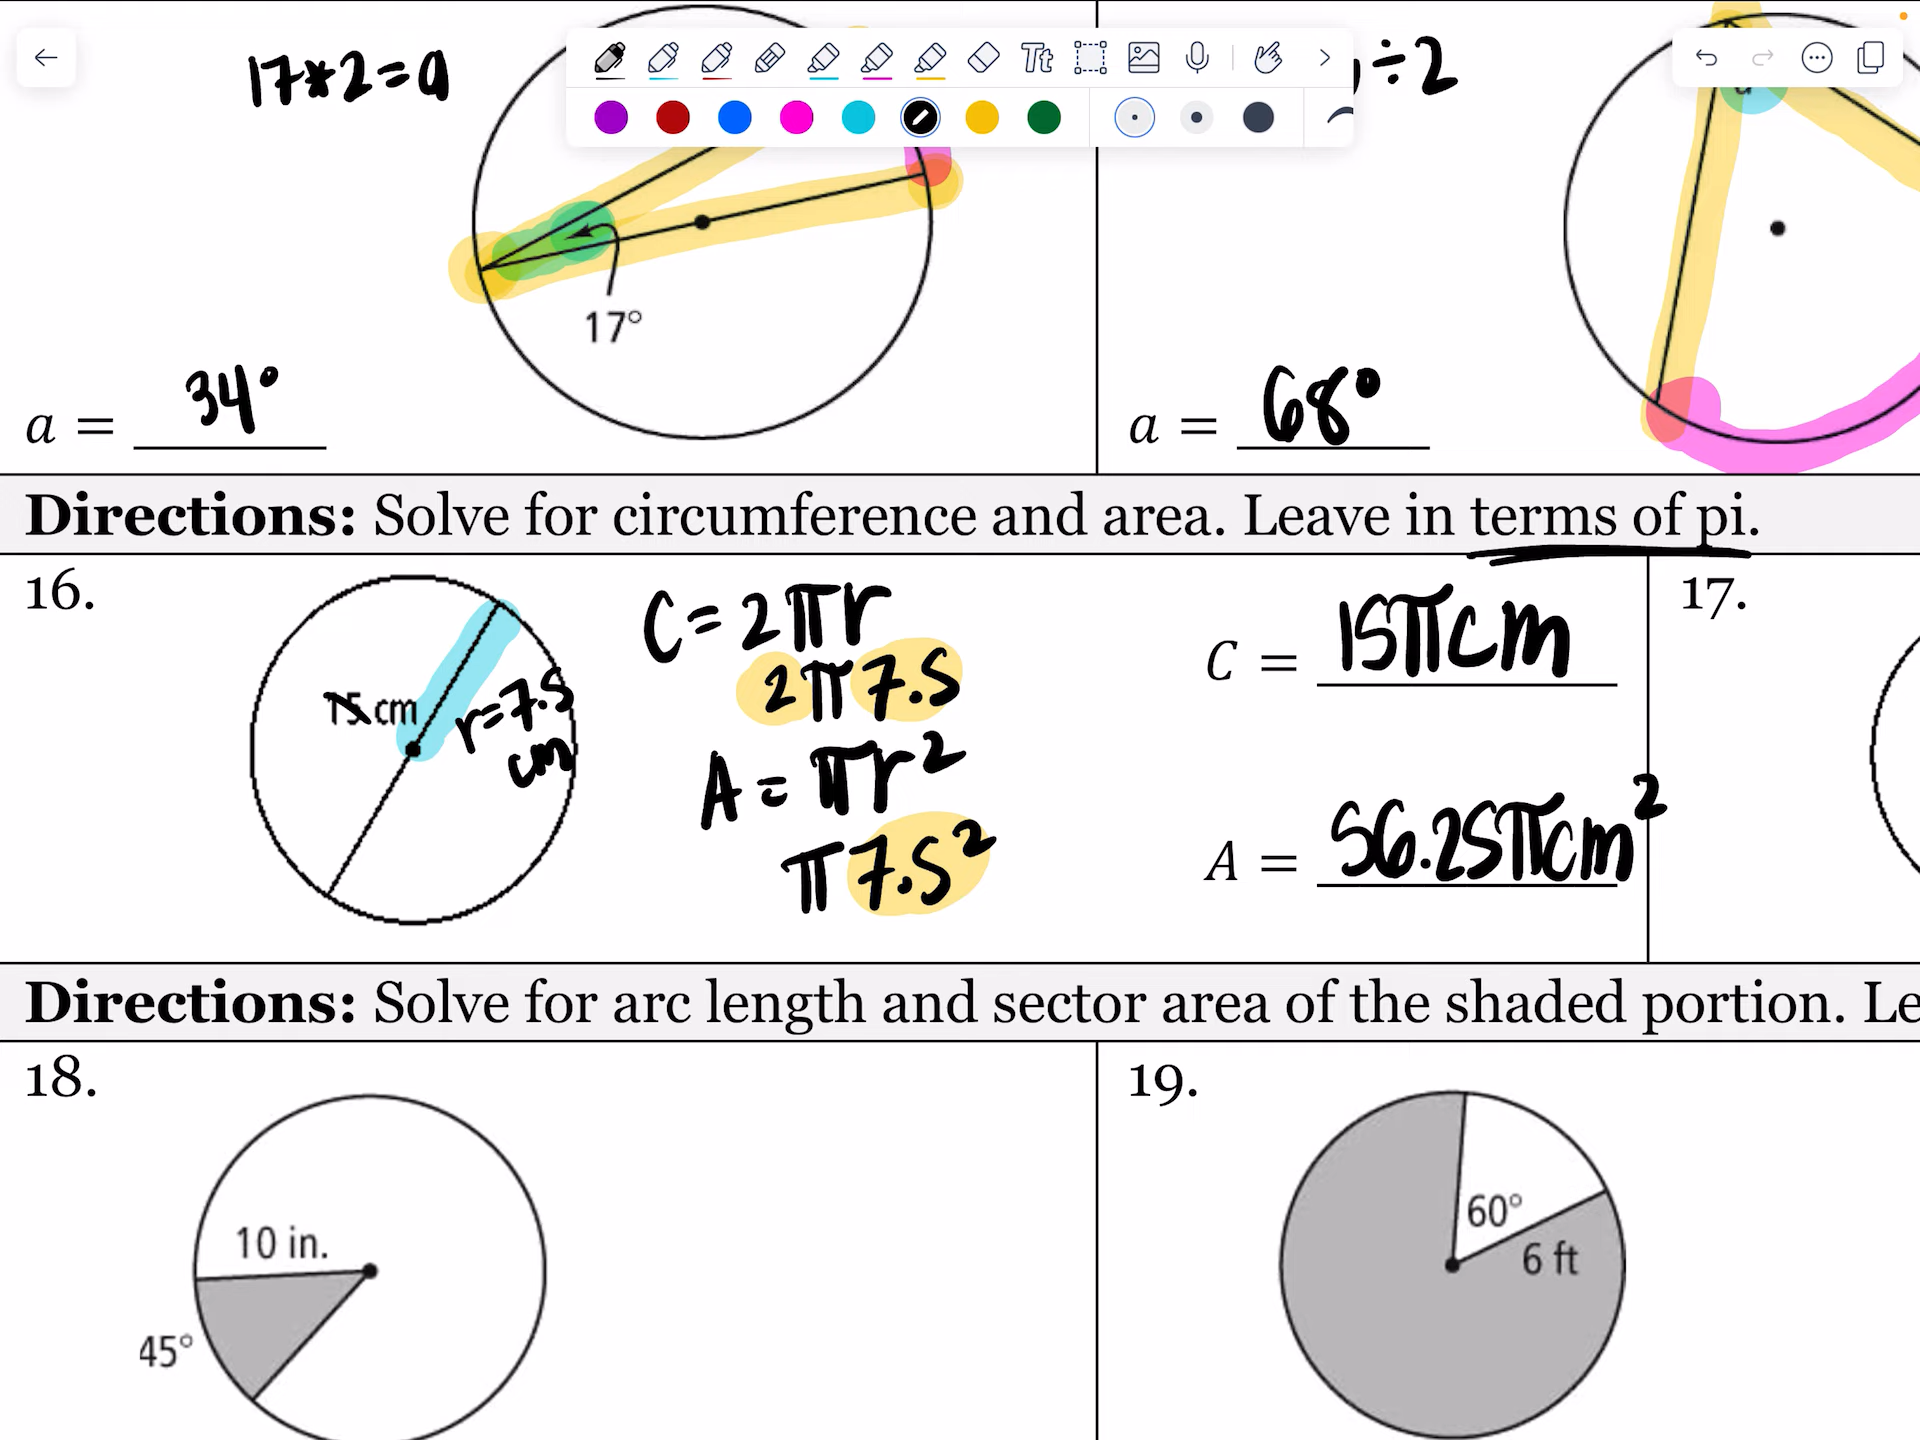 17*2=a
Tt
÷2
17°
a = 34°
a = 68°
Directions: Solve for circumference and area. Leave in terms of pi.
16.
15 cm
r=7.5
cm
C=2πr
2π7.5
A=πr²
π7.5²
C = 15πcm
A = 56.25πcm²
17.
Directions: Solve for arc length and sector area of the shaded portion. Le
18.
10 in.
45°
19.
60°
6 ft